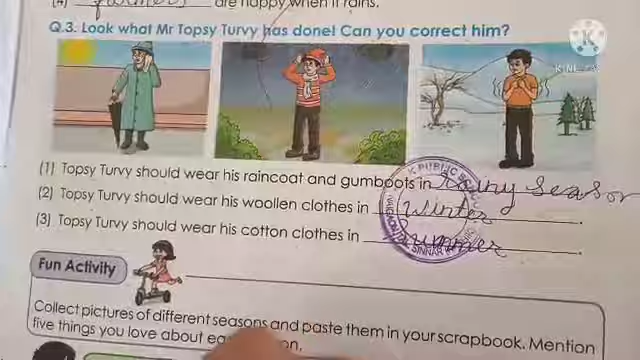 (4) farmers are happy when it rains.
Q.3. Look what Mr Topsy Turvy has done! Can you correct him?
(1) Topsy Turvy should wear his raincoat and gumboots in rainy season
(2) Topsy Turvy should wear his woollen clothes in winter.
(3) Topsy Turvy should wear his cotton clothes in Summer.
Fun Activity
Collect pictures of different seasons and paste them in your scrapbook. Mention
five things you love about